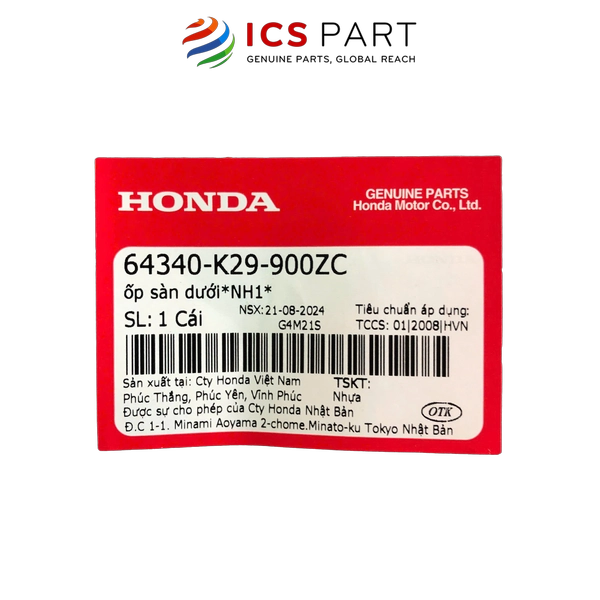 ICS PART
GENUINE PARTS, GLOBAL REACH
HONDA
GENUINE PARTS
Honda Motor Co., Ltd.
64340-K29-900ZC
ốp sàn dưới*NH1*
SL: 1 Cái
NSX: 21-08-2024
G4M21S
Tiêu chuẩn áp dụng:
TCCS: 01|2008|HVN
Sản xuất tại: Cty Honda Việt Nam
Phúc Thắng, Phúc Yên, Vĩnh Phúc
TSKT:
Nhựa
Được sự cho phép của Cty Honda Nhật Bản
Đ.C 1-1. Minami Aoyama 2-chome.Minato-ku Tokyo Nhật Bản
OTK